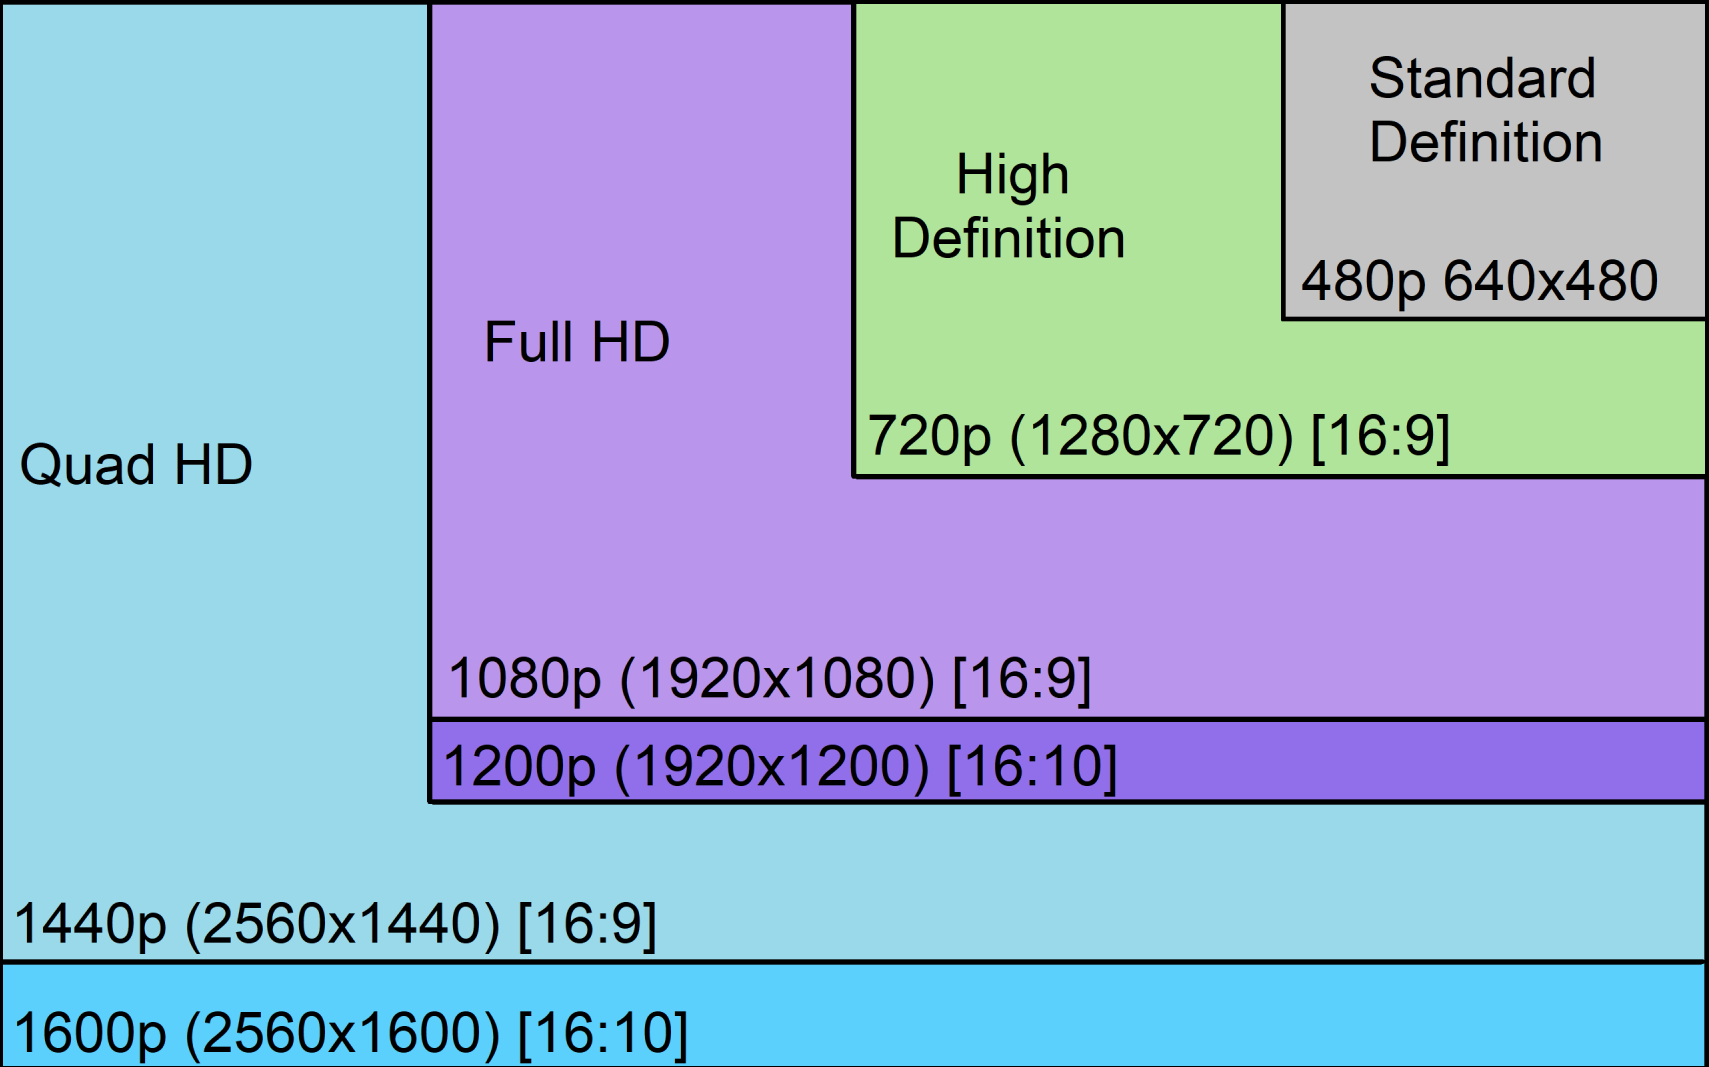 Standard
Definition
480p 640x480
High
Definition
720p (1280x720) [16:9]
Full HD
1080p (1920x1080) [16:9]
1200p (1920x1200) [16:10]
Quad HD
1440p (2560x1440) [16:9]
1600p (2560x1600) [16:10]